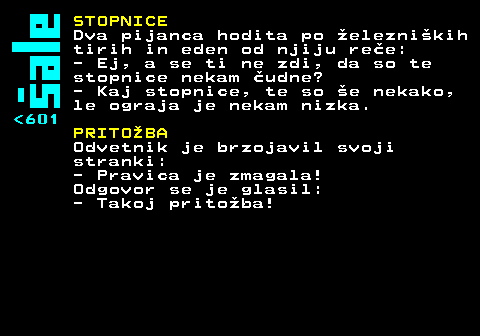 Šale
<601
STOPNICE
Dva pijanca hodita po železniških
tirih in eden od njiju reče:
- Ej, a se ti ne zdi, da so te
stopnice nekam čudne?
- Kaj stopnice, te so še nekako,
le ograja je nekam nizka.
PRITOŽBA
Odvetnik je brzojavil svoji
stranki:
- Pravica je zmagala!
Odgovor se je glasil:
- Takoj pritožba!